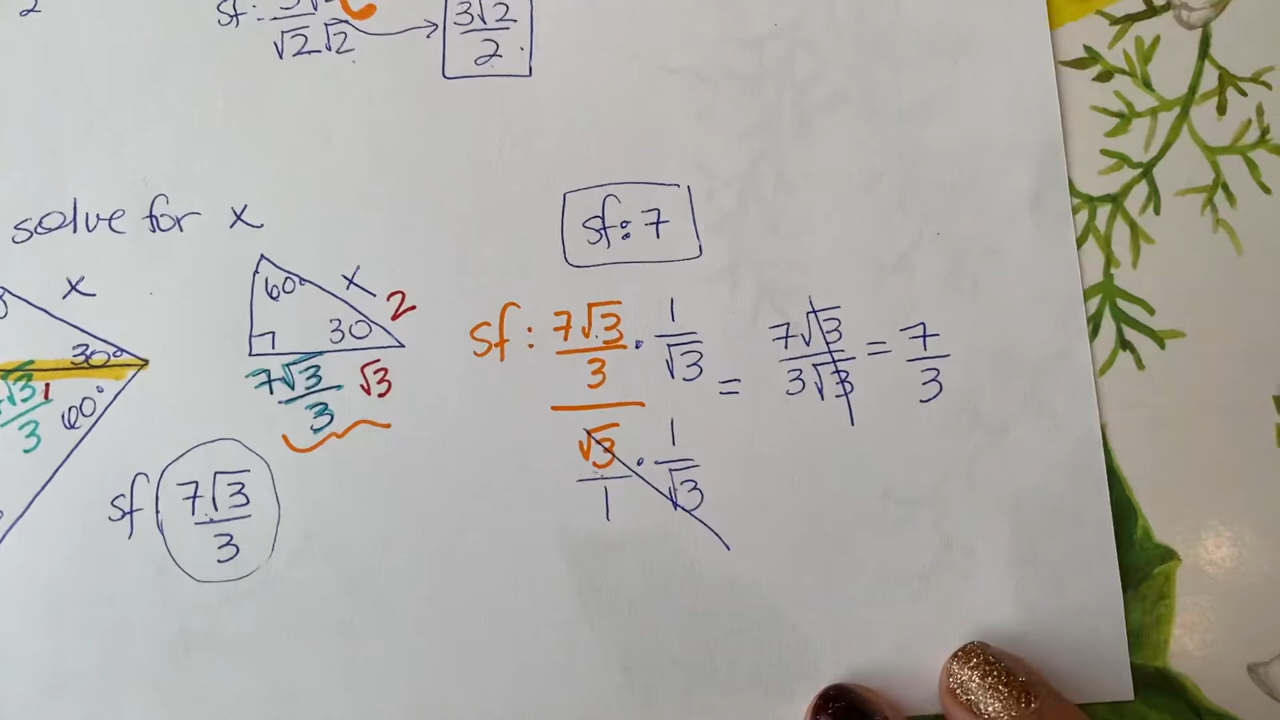 2
sf:
√2 √2
3√2
2
solve for x
sf: 7
x
30°
√3 1
3
60°
60°
x
2
30
7√3
3
√3
sf 7√3
3
sf: 7√3/3 · 1/√3
√3/1 · 1/√3
= 7√3/3√3 = 7/3